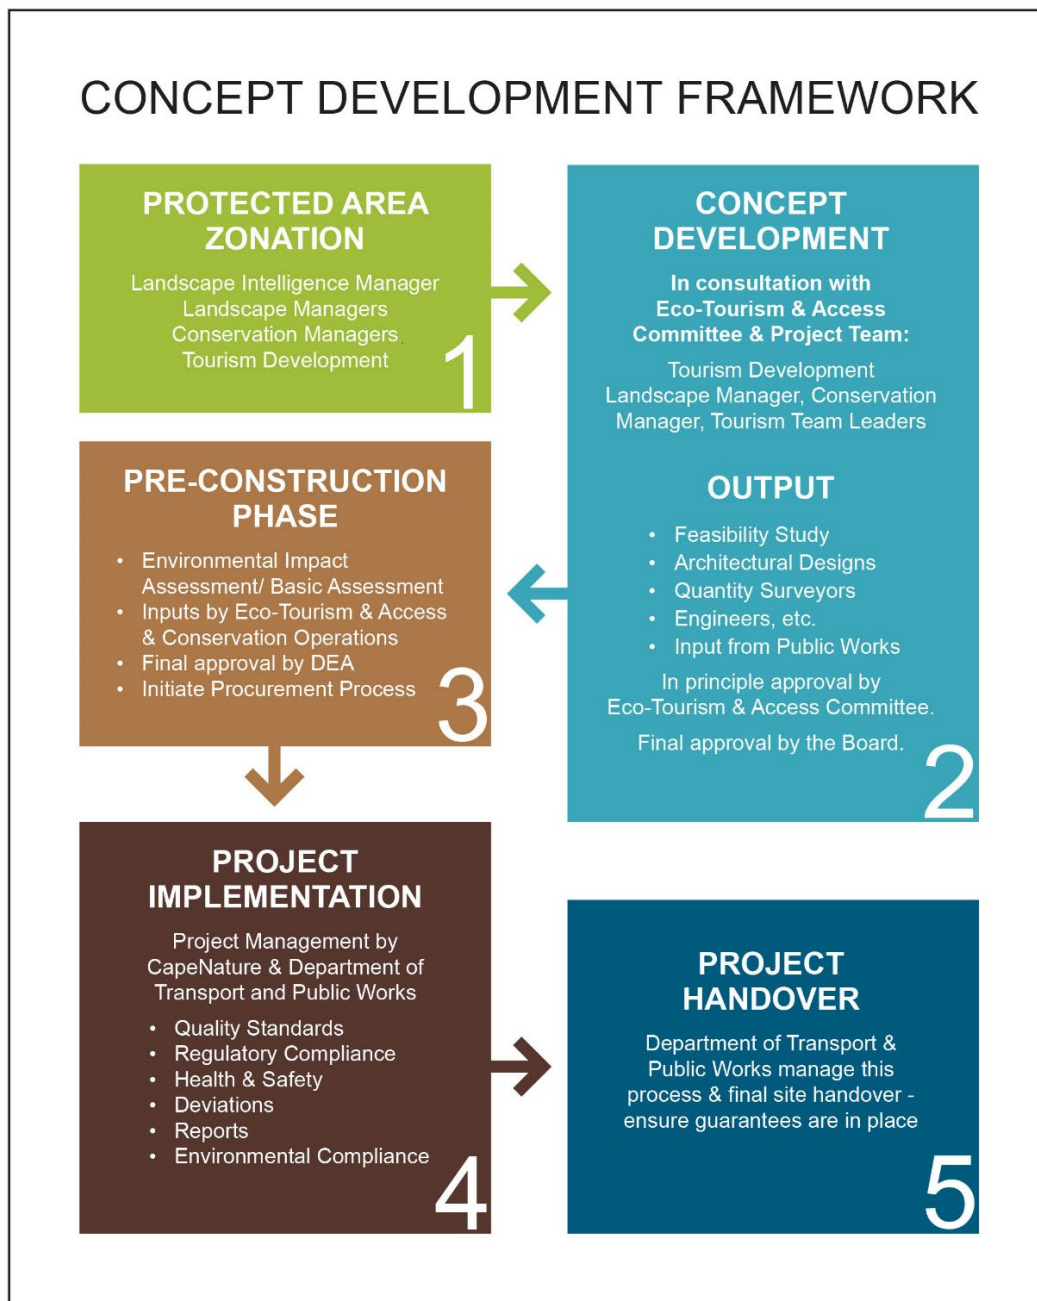 CONCEPT DEVELOPMENT FRAMEWORK
PROTECTED AREA
ZONATION
Landscape Intelligence Manager
Landscape Managers
Conservation Managers
Tourism Development
1
CONCEPT
DEVELOPMENT
In consultation with
Eco-Tourism & Access
Committee & Project Team:
Tourism Development
Landscape Manager, Conservation
Manager, Tourism Team Leaders
OUTPUT
• Feasibility Study
• Architectural Designs
• Quantity Surveyors
• Engineers, etc.
• Input from Public Works
In principle approval by
Eco-Tourism & Access Committee.
Final approval by the Board.
2
PRE-CONSTRUCTION
PHASE
• Environmental Impact
Assessment/ Basic Assessment
• Inputs by Eco-Tourism & Access
& Conservation Operations
• Final approval by DEA
• Initiate Procurement Process
3
PROJECT
IMPLEMENTATION
Project Management by
CapeNature & Department of
Transport and Public Works
• Quality Standards
• Regulatory Compliance
• Health & Safety
• Deviations
• Reports
• Environmental Compliance
4
PROJECT
HANDOVER
Department of Transport &
Public Works manage this
process & final site handover -
ensure guarantees are in place
5